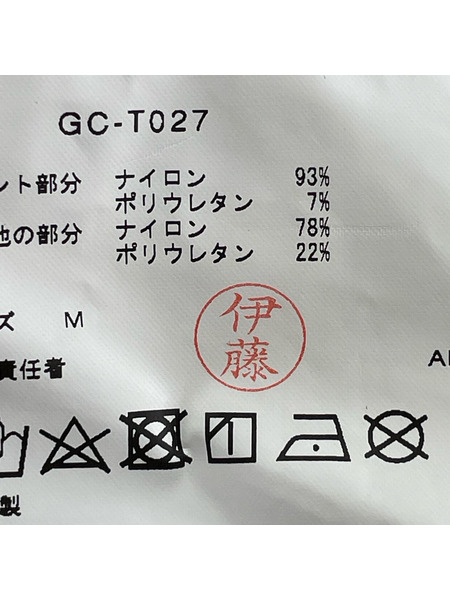 GC-T027
ント部分 ナイロン 93%
ポリウレタン 7%
他の部分 ナイロン 78%
ポリウレタン 22%
ズ M
伊藤
責任者
製